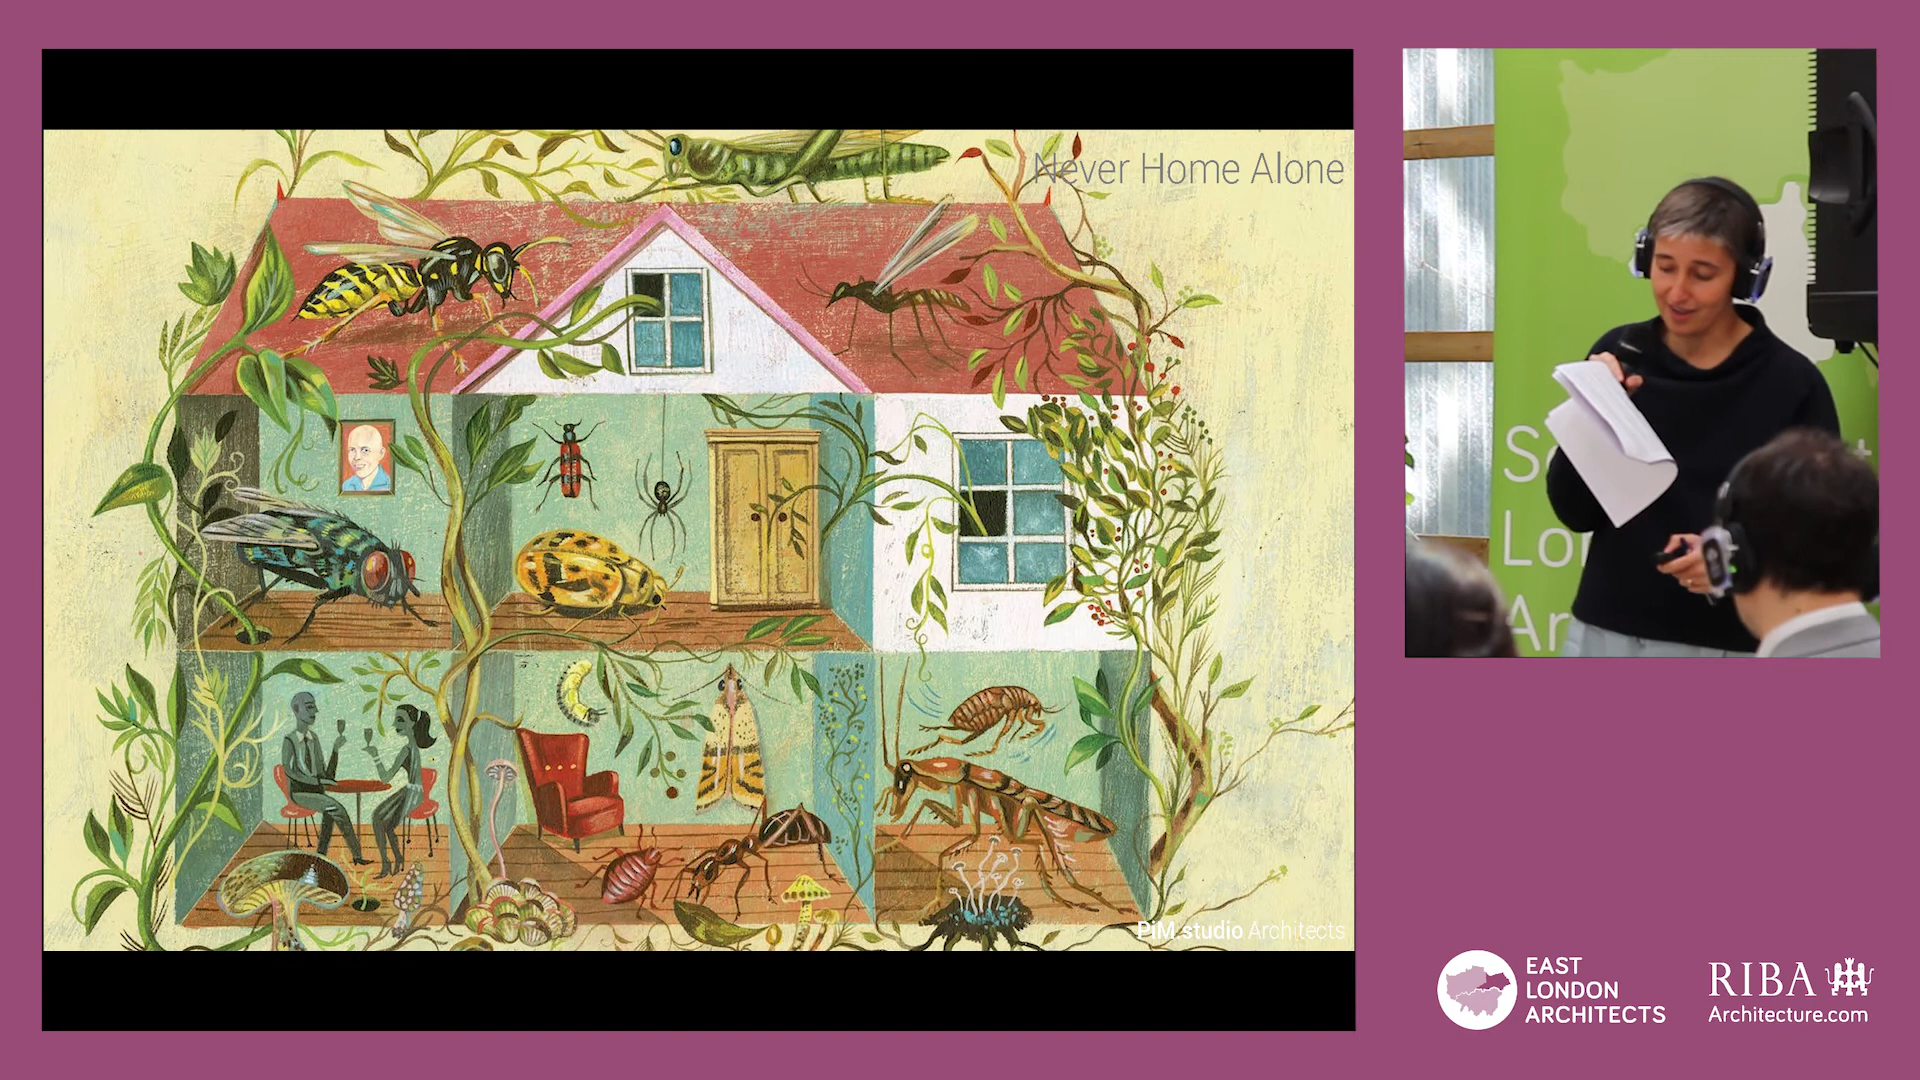 Never Home Alone
PiM.studio Architects
EAST
LONDON
ARCHITECTS
RIBA
Architecture.com